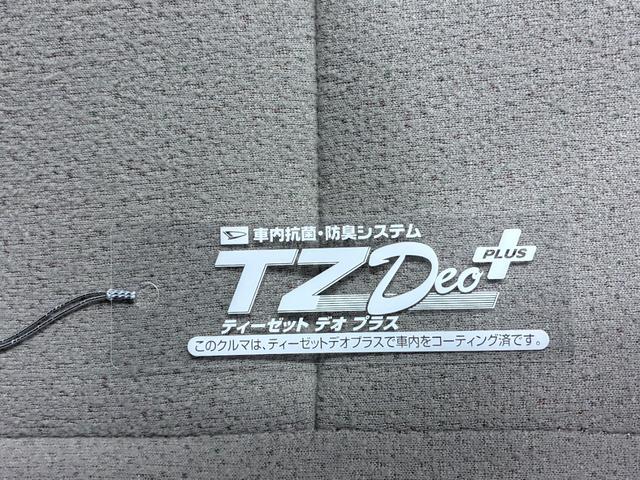 車内抗菌・防臭システム
TZ Deo PLUS
ティーゼット デオ プラス
このクルマは、ティーゼットデオプラスで車内をコーティング済です。